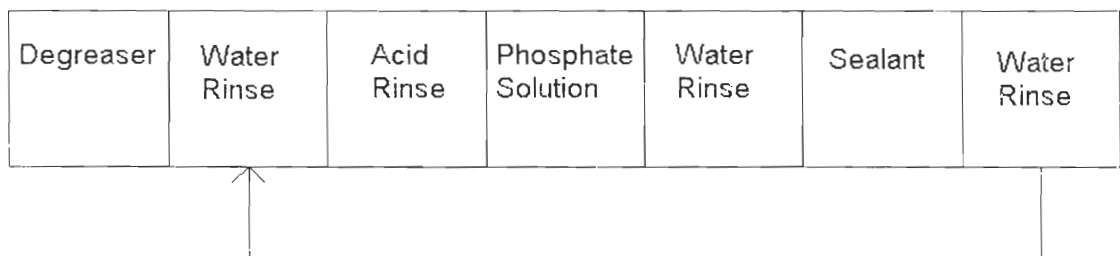 Degreaser
Water
Rinse
Acid
Rinse
Phosphate
Solution
Water
Rinse
Sealant
Water
Rinse